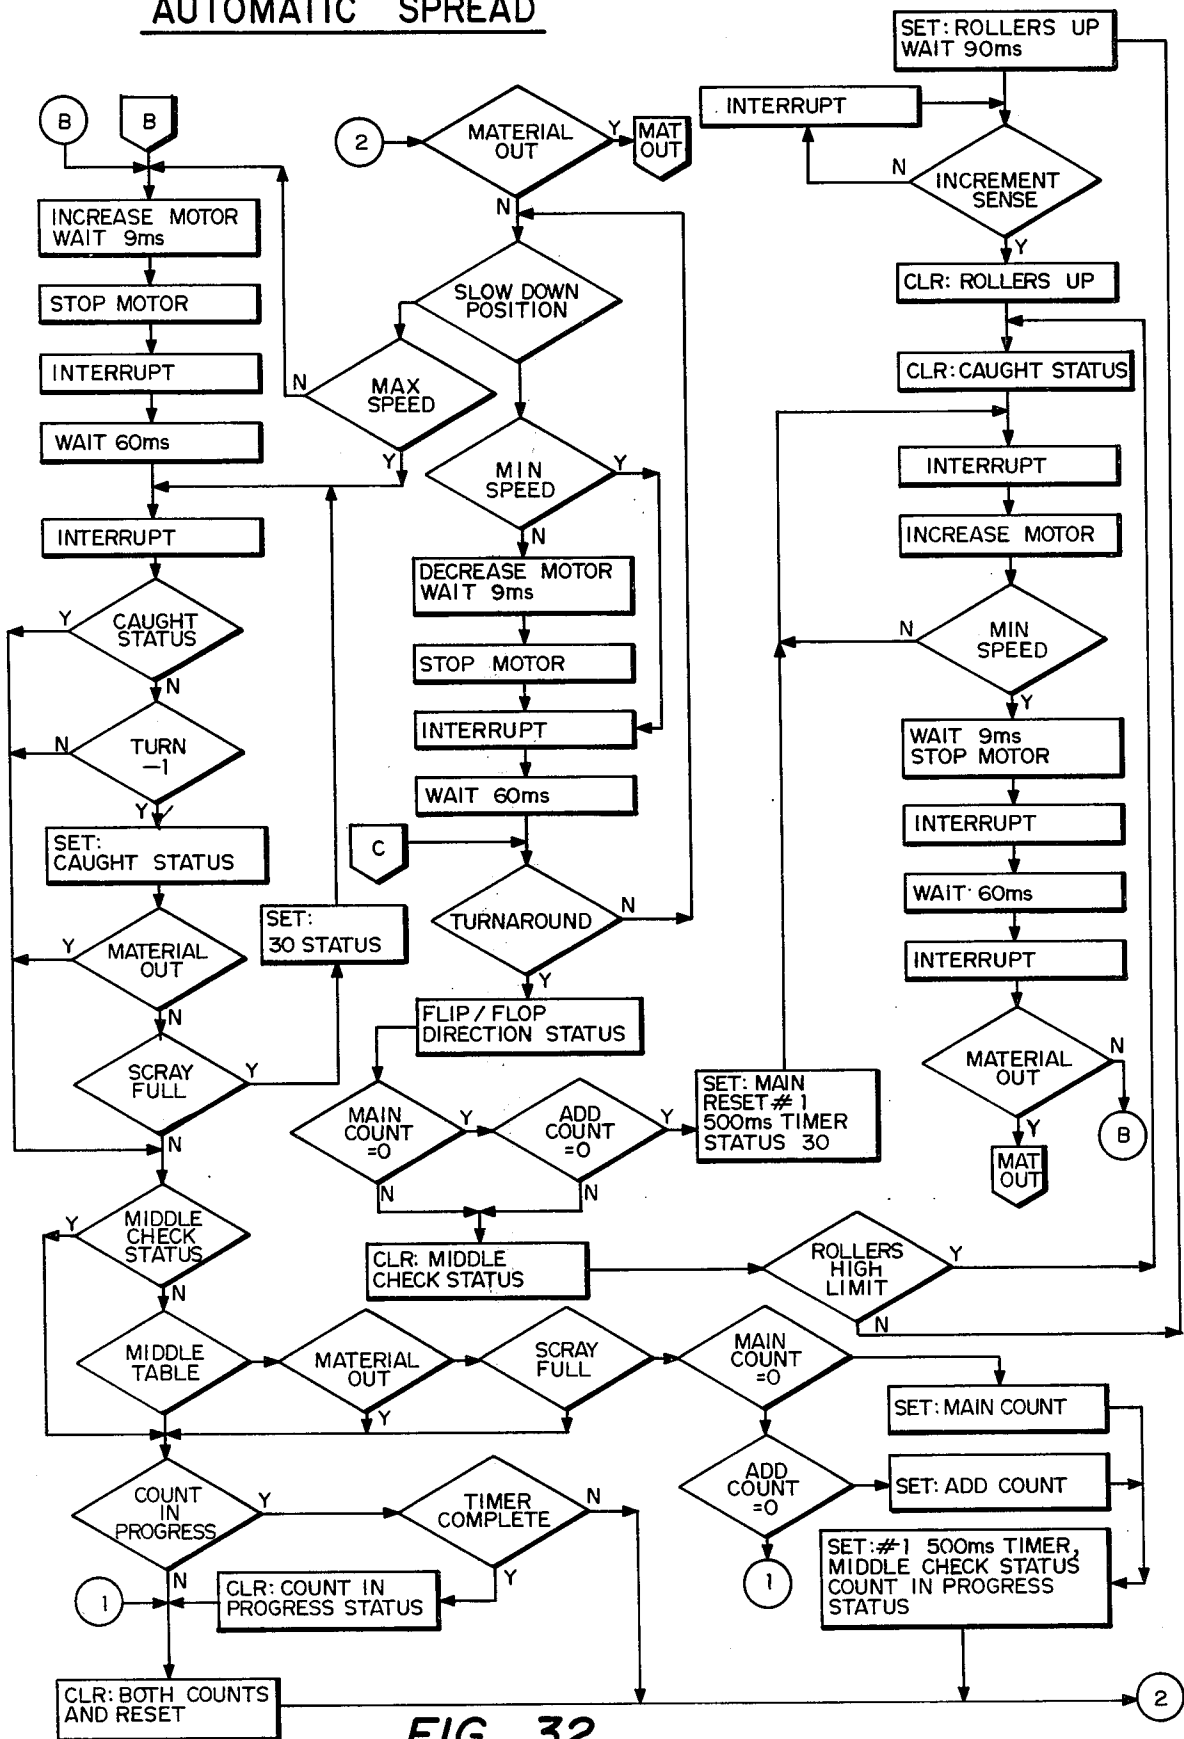 AUTOMATIC SPREAD
B
B
INCREASE MOTOR
WAIT 9ms
STOP MOTOR
INTERRUPT
WAIT 60ms
INTERRUPT
Y
CAUGHT
STATUS
N
N
TURN
-1
Y
SET:
CAUGHT STATUS
Y
MATERIAL
OUT
N
SCRAY
FULL
Y
N
SET:
30 STATUS
Y
MIDDLE
CHECK
STATUS
N
MIDDLE
TABLE
MATERIAL
OUT
Y
SCRAY
FULL
MAIN
COUNT
=0
ADD
COUNT
=0
1
SET: MAIN COUNT
SET: ADD COUNT
SET:#1 500ms TIMER,
MIDDLE CHECK STATUS
COUNT IN PROGRESS
STATUS
COUNT
IN
PROGRESS
Y
N
TIMER
COMPLETE
N
Y
1
CLR: COUNT IN
PROGRESS STATUS
CLR: BOTH COUNTS
AND RESET
2
2
MATERIAL
OUT
Y
MAT
OUT
N
SLOW DOWN
POSITION
N
MAX
SPEED
Y
MIN
SPEED
Y
N
DECREASE MOTOR
WAIT 9ms
STOP MOTOR
INTERRUPT
WAIT 60ms
C
TURNAROUND
N
Y
FLIP/FLOP
DIRECTION STATUS
MAIN
COUNT
=0
Y
N
ADD
COUNT
=0
Y
N
SET: MAIN
RESET #1
500ms TIMER
STATUS 30
CLR: MIDDLE
CHECK STATUS
ROLLERS
HIGH
LIMIT
Y
N
SET: ROLLERS UP
WAIT 90ms
INTERRUPT
N
INCREMENT
SENSE
Y
CLR: ROLLERS UP
CLR: CAUGHT STATUS
INTERRUPT
INCREASE MOTOR
N
MIN
SPEED
Y
WAIT 9ms
STOP MOTOR
INTERRUPT
WAIT 60ms
INTERRUPT
MATERIAL
OUT
N
B
Y
MAT
OUT
FIG 32